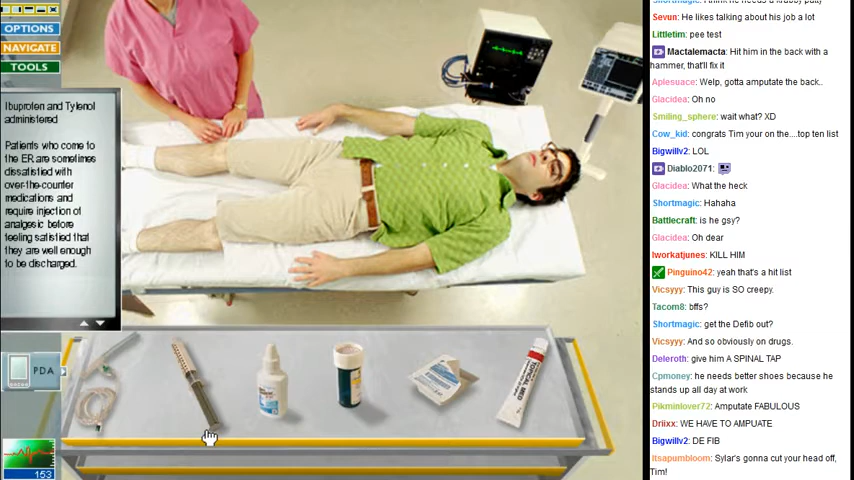 OPTIONS
NAVIGATE
TOOLS
Ibuprofen and Tylenol
administered
Patients who come to
the ER are sometimes
dissatisfied with
over-the-counter
medications and
require injection of
analgesic before
feeling satisfied that
they are well enough
to be discharged.
PDA
153
TOPICAL MED
Sevun: He likes talking about his job a lot
Littletim: pee test
Mactalemacta: Hit him in the back with a
hammer, that'll fix it
Aplesuace: Welp, gotta amputate the back..
Glacidea: Oh no
Smiling_sphere: wait what? XD
Cow_kid: congrats Tim your on the....top ten list
Bigwillv2: LOL
Diablo2071:
Glacidea: What the heck
Shortmagic: Hahaha
Battlecraft: is he gsy?
Glacidea: Oh dear
Iworkatjunes: KILL HIM
Pinguino42: yeah that's a hit list
Vicsyyy: This guy is SO creepy.
Tacom8: bffs?
Shortmagic: get the Defib out?
Vicsyyy: And so obviously on drugs.
Deleroth: give him A SPINAL TAP
Cpmoney: he needs better shoes because he
stands up all day at work
Pikminlover72: Amputate FABULOUS
Driixx: WE HAVE TO AMPUATE
Bigwillv2: DE FIB
Itsapumbloom: Sylar's gonna cut your head off,
Tim!